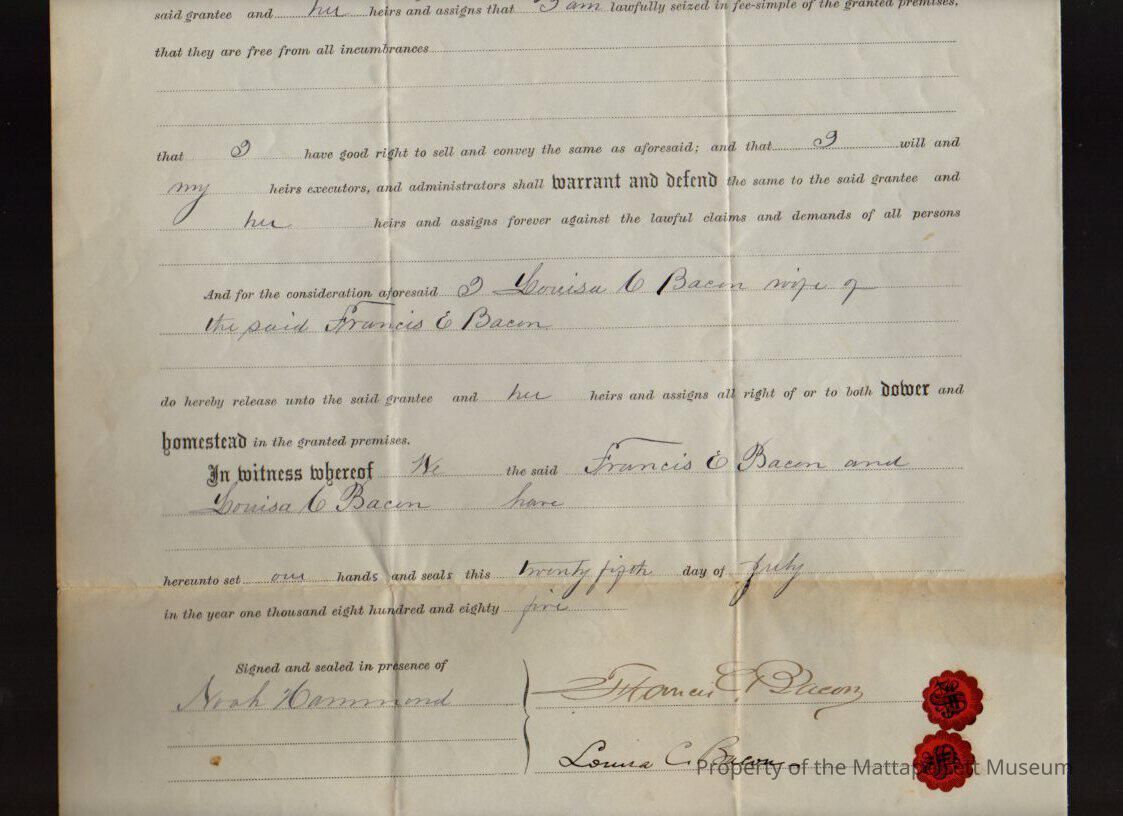 said grantee and her heirs and assigns that I am lawfully seized in fee-simple of the granted premises,
that they are free from all incumbrances
that I have good right to sell and convey the same as aforesaid; and that I will and
my heirs executors, and administrators shall warrant and defend the same to the said grantee and
her heirs and assigns forever against the lawful claims and demands of all persons
And for the consideration aforesaid I Louisa C Bacon wife of
the said Francis E Bacon
do hereby release unto the said grantee and her heirs and assigns all right of or to both dower and
homestead in the granted premises.
In witness whereof We the said Francis E Bacon and
Louisa C Bacon have
hereunto set our hands and seals this twenty fifth day of July
in the year one thousand eight hundred and eighty five
Signed and sealed in presence of
Noah Hammond
Francis E. Bacon
Louisa C. Bacon
Property of the Mattapoisett Museum